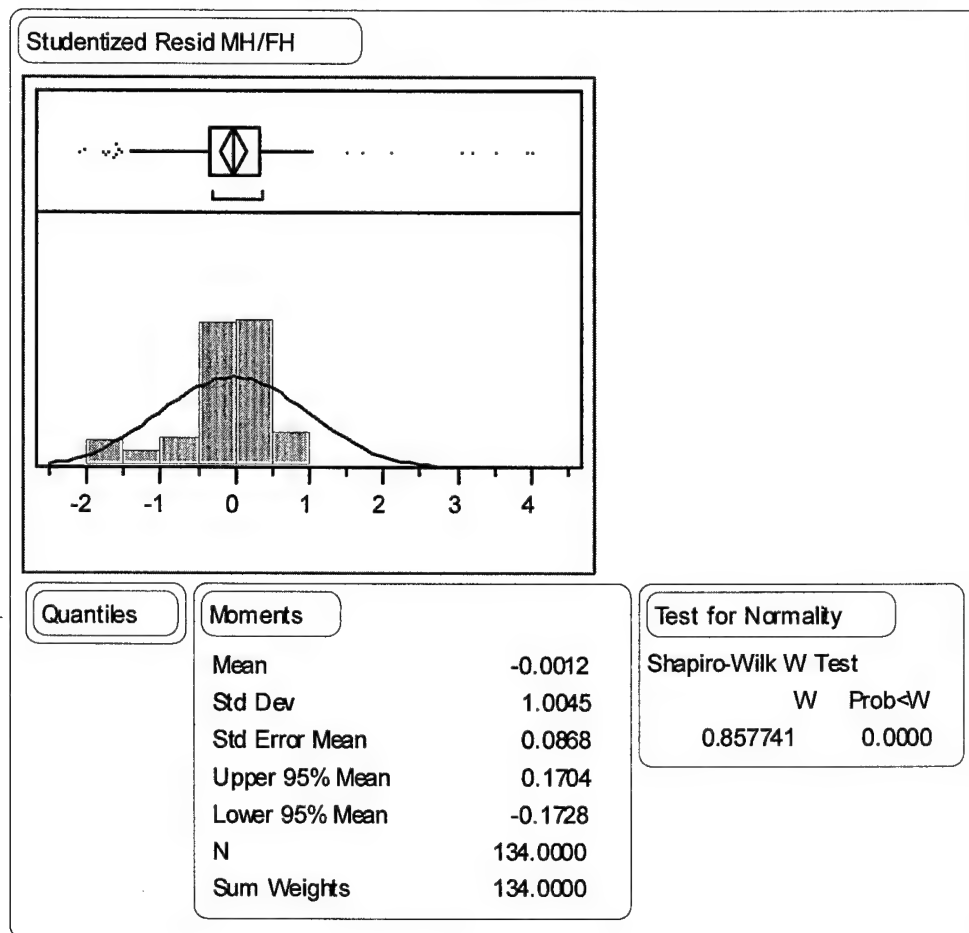 Studentized Resid MH/FH
-2 -1 0 1 2 3 4
Quantiles
Moments
Mean -0.0012
Std Dev 1.0045
Std Error Mean 0.0868
Upper 95% Mean 0.1704
Lower 95% Mean -0.1728
N 134.0000
Sum Weights 134.0000
Test for Normality
Shapiro-Wilk W Test
W Prob<W
0.857741 0.0000